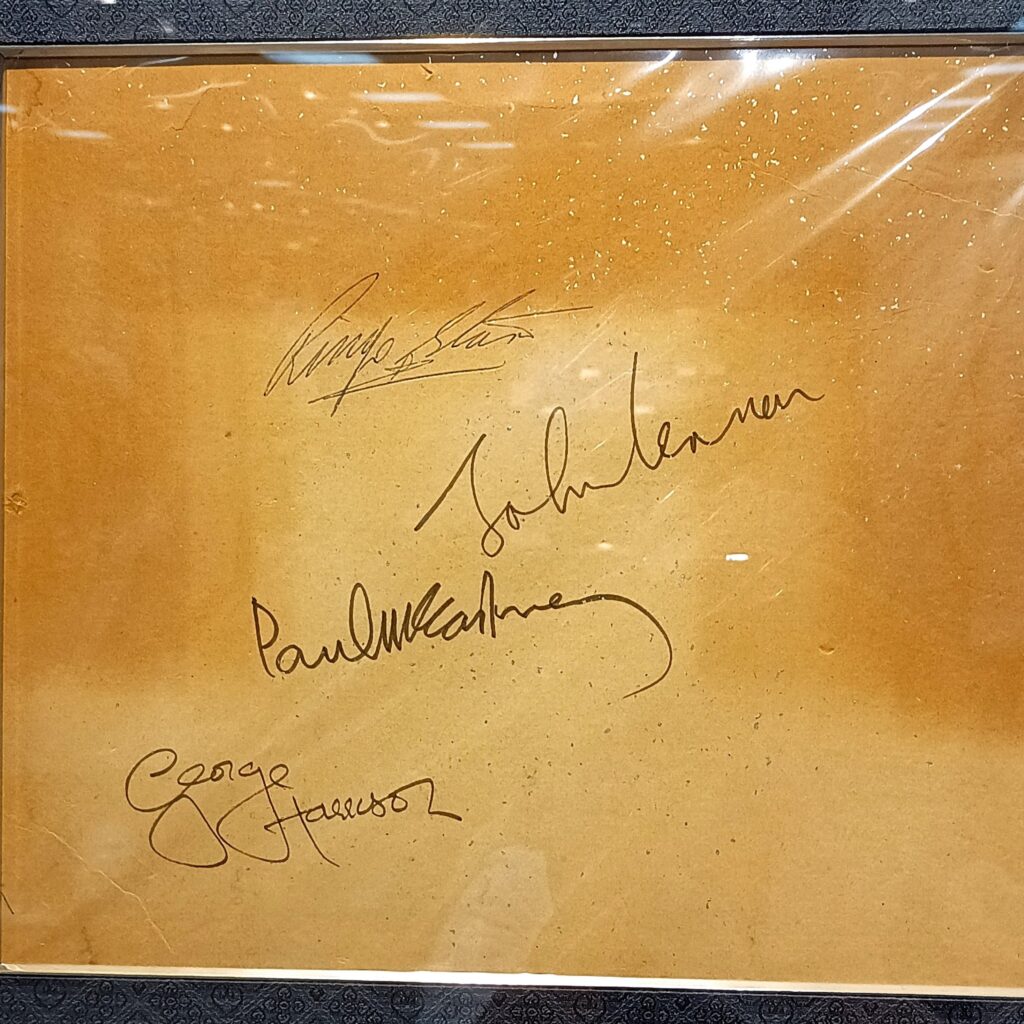 Ringo Starr
John Lennon
Paul McCartney
George
Harrison